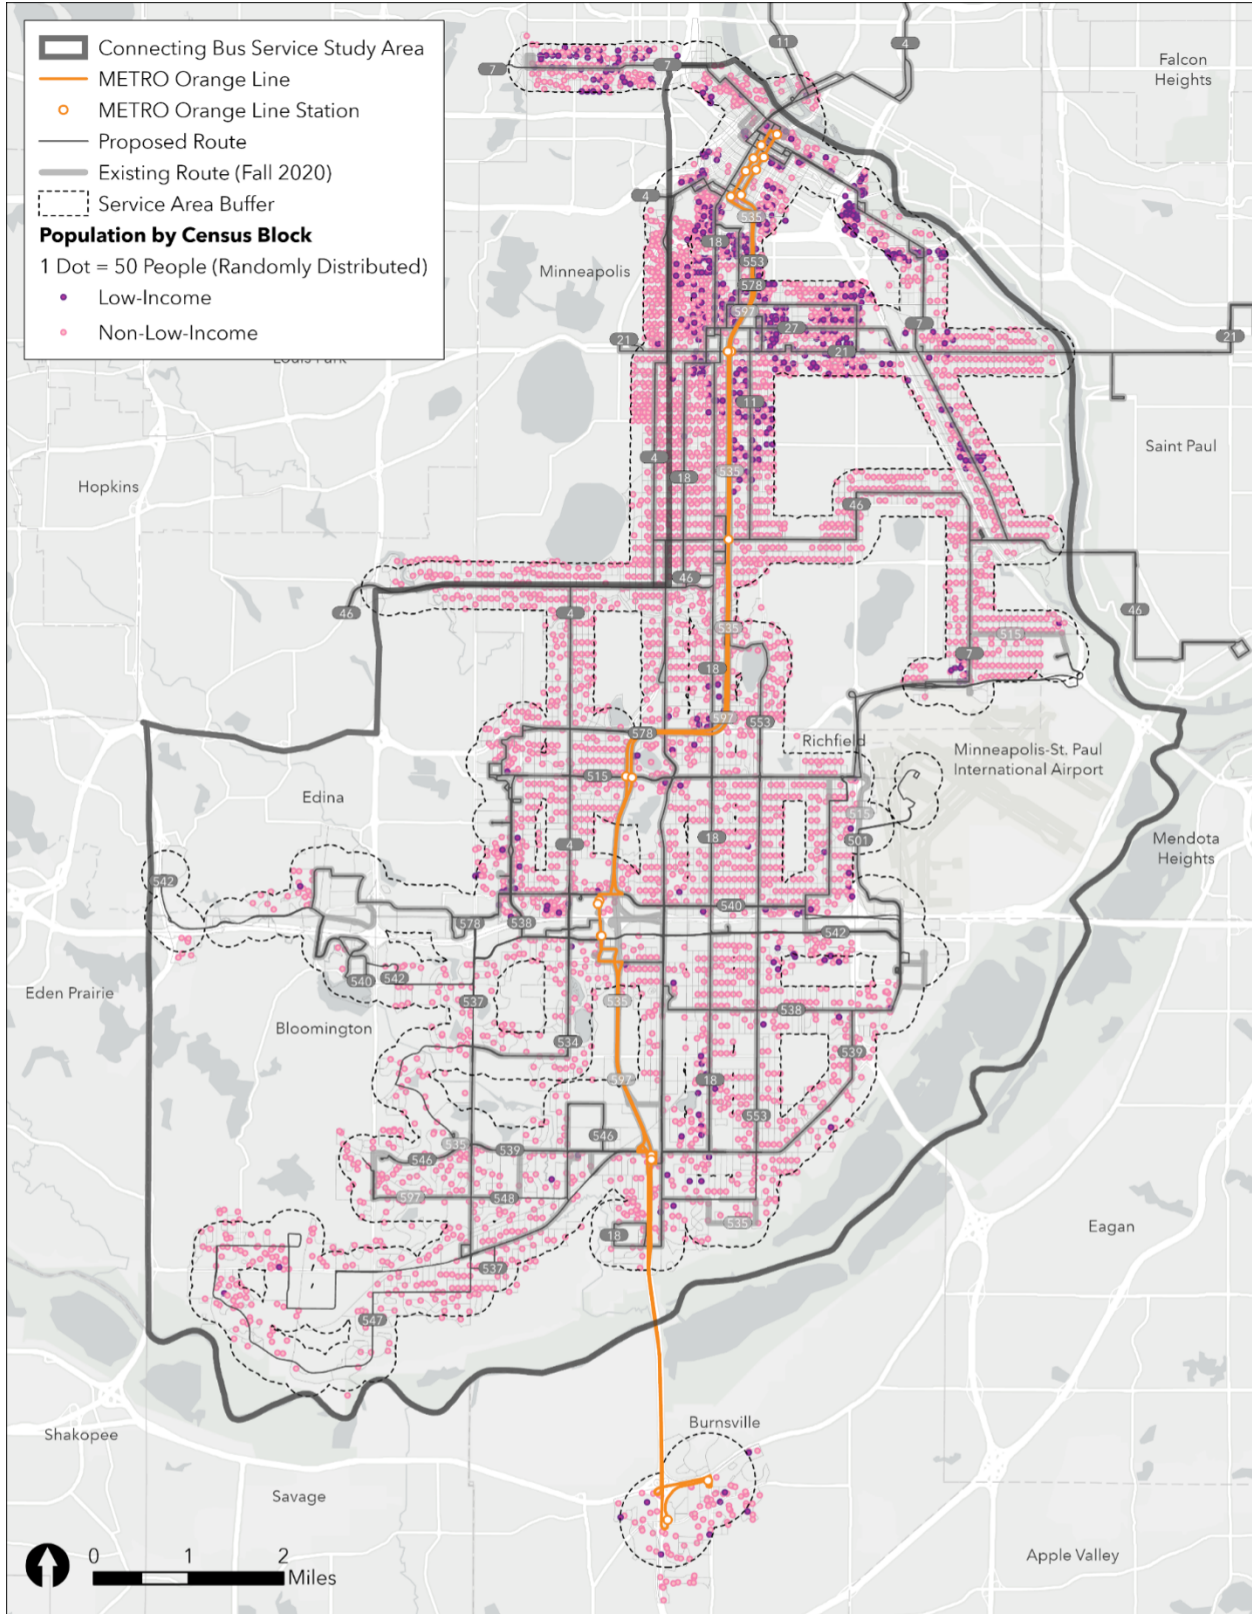 Connecting Bus Service Study Area
METRO Orange Line
METRO Orange Line Station
Proposed Route
Existing Route (Fall 2020)
Service Area Buffer
Population by Census Block
1 Dot = 50 People (Randomly Distributed)
Low-Income
Non-Low-Income
11
4
Falcon
Heights
7
7
4
535
18
Minneapolis
553
578
597
27
7
21
21
21
Louis Park
11
4
18
535
Saint Paul
Hopkins
46
46
46
4
46
535
515
7
18
597
553
578
Richfield
Minneapolis-St. Paul
International Airport
515
Edina
515
4
18
501
Mendota
Heights
542
578
538
540
542
540
542
Eden Prairie
537
535
538
Bloomington
534
539
597
18
553
535
546
539
546
597
548
535
18
Eagan
537
547
Burnsville
Shakopee
Savage
Apple Valley
0 1 2
Miles